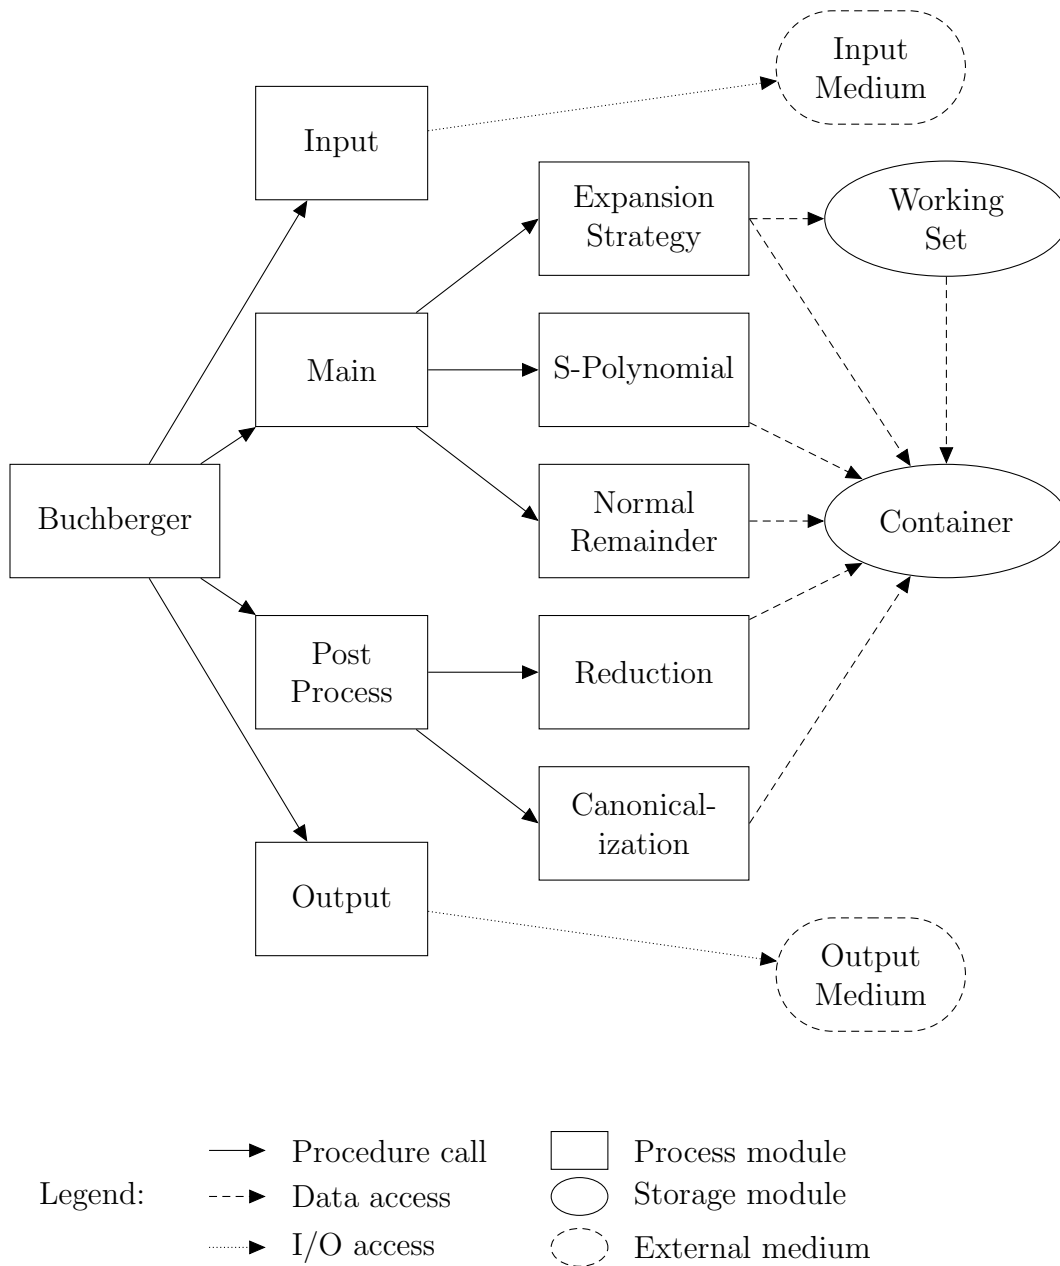 Input
Medium
Input
Expansion
Strategy
Working
Set
Main
S-Polynomial
Buchberger
Normal
Remainder
Container
Post
Process
Reduction
Canonical-
ization
Output
Output
Medium
Legend:
Procedure call
Data access
I/O access
Process module
Storage module
External medium